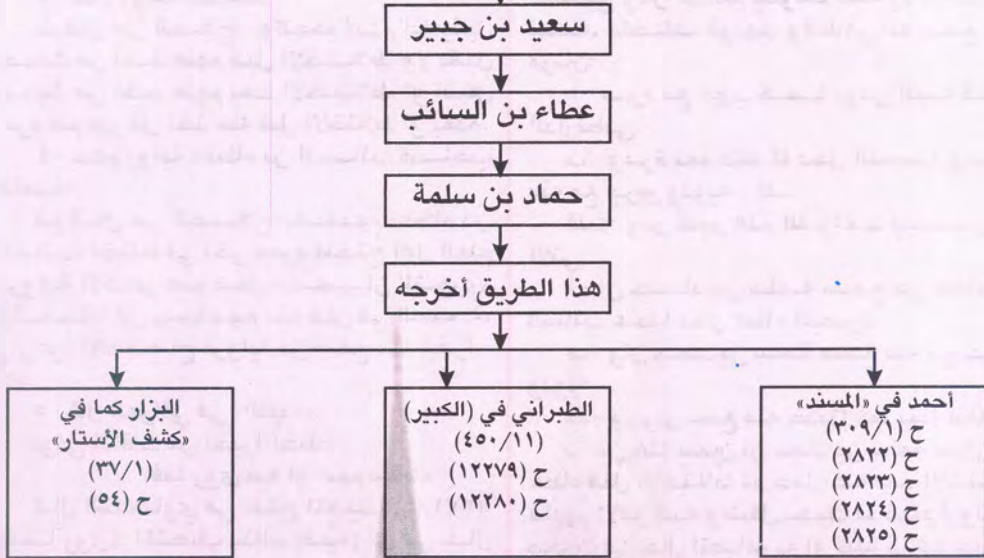 سعيد بن جبير
عطاء بن السائب
حماد بن سلمة
هذا الطريق أخرجه
أحمد في «المسند»
(٣٠٩/١) ح
ح (٢٨٢٢)
ح (٢٨٢٣)
ح (٢٨٢٤)
ح (٢٨٢٥)
الطبراني في (الكبير)
(٤٥٠/١١)
ح (١٢٢٧٩)
ح (١٢٢٨٠)
البزار كما في
«كشف الأستار»
(٣٧/١)
ح (٥٤)